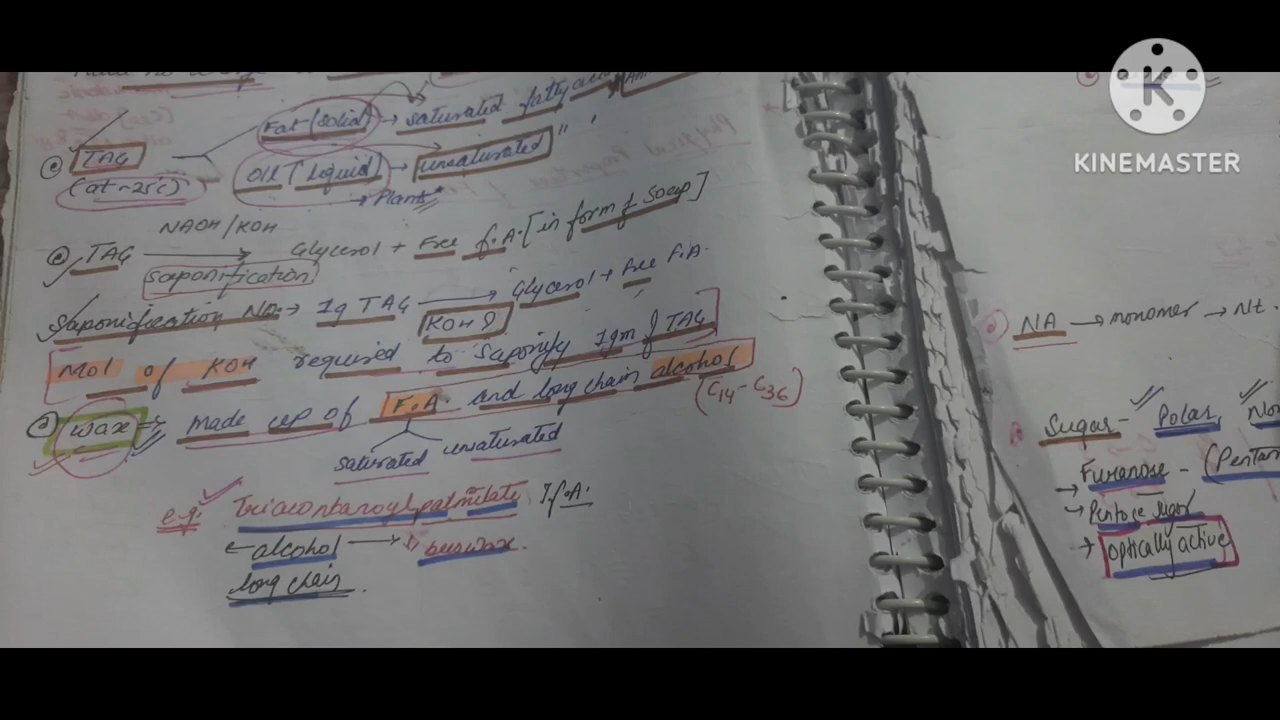 Fat (solid) → saturated fatty
TAG
(at ~25°c)
Oil (Liquid) → unsaturated " "
→ Plants
NAOH/KOH
TAG → Glycerol + Free f.A. [in form of Soap]
saponification
Saponification No. → 1g TAG → Glycerol + free F.A.
KOH ?
Mol of KOH required to Saponify 1gm of TAG
wax ⇒ made up of F.A and long chain alcohol
(C14 - C36)
saturated unsaturated
e.g. Triacontanoylpalmitate
← alcohol → beeswax.
long chain.
KINEMASTER
NA → monomer → Nt.
Sugar - Polar,
→ Furanose - (Pentan
→ Pentose sugar
→ optically active